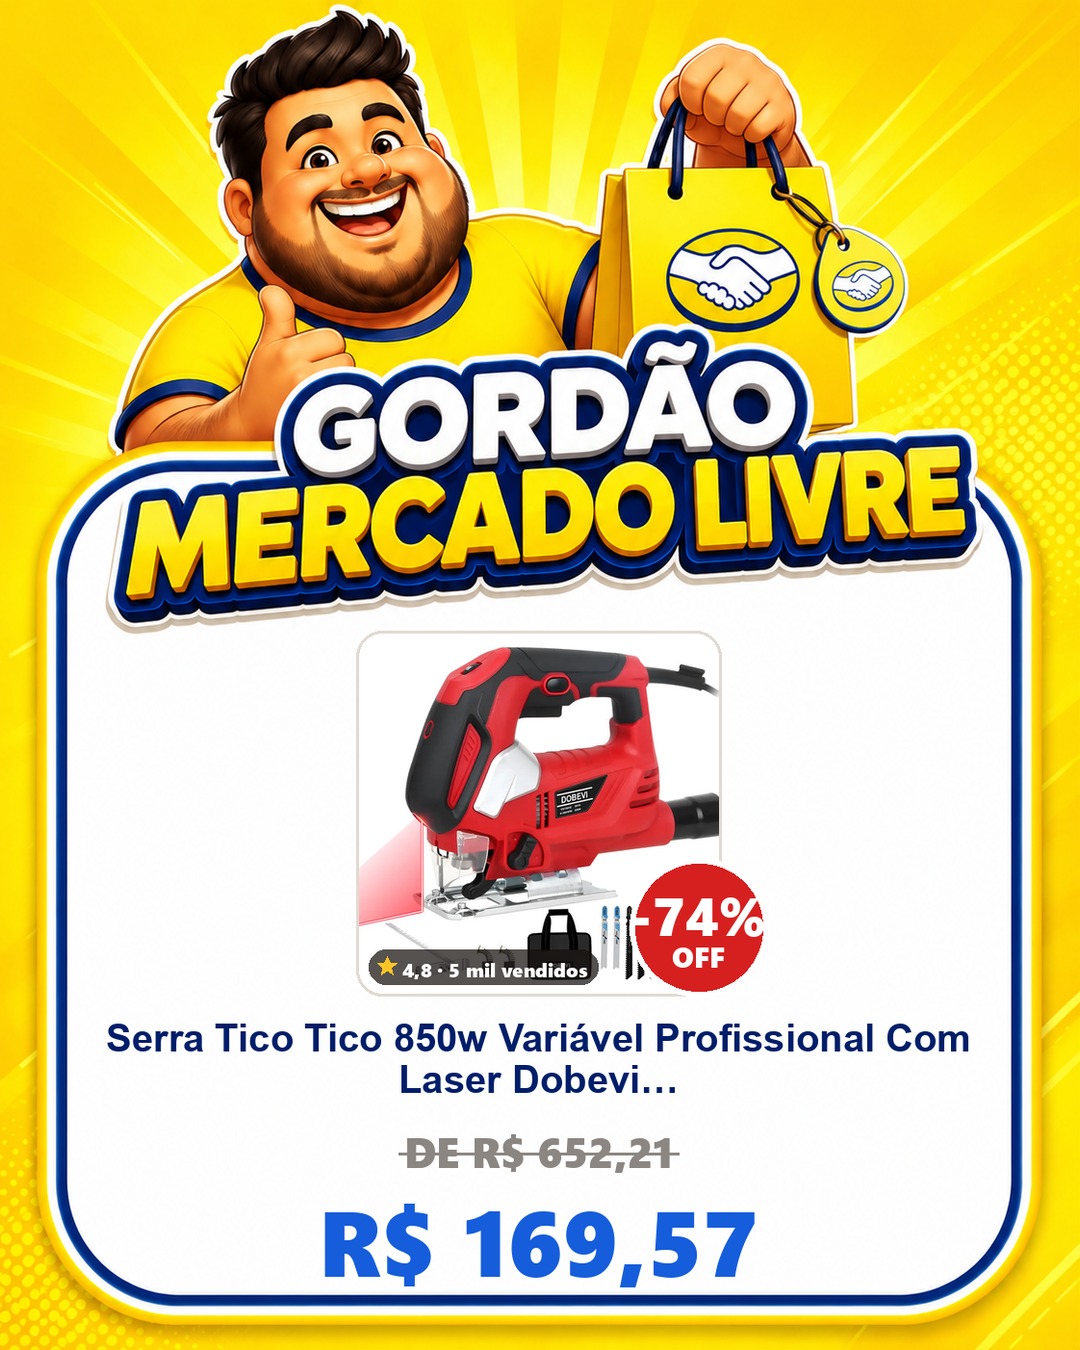 GORDÃO
MERCADO LIVRE
DOBEVI
-74%
OFF
4,8 · 5 mil vendidos
Serra Tico Tico 850w Variável Profissional Com
Laser Dobevi...
DE R$ 652,21
R$ 169,57